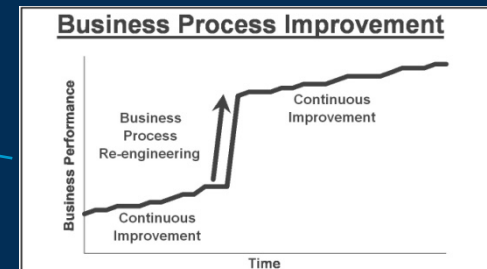 Business Process Improvement
Business Performance
Business
Process
Re-engineering
Continuous
Improvement
Continuous
Improvement
Time